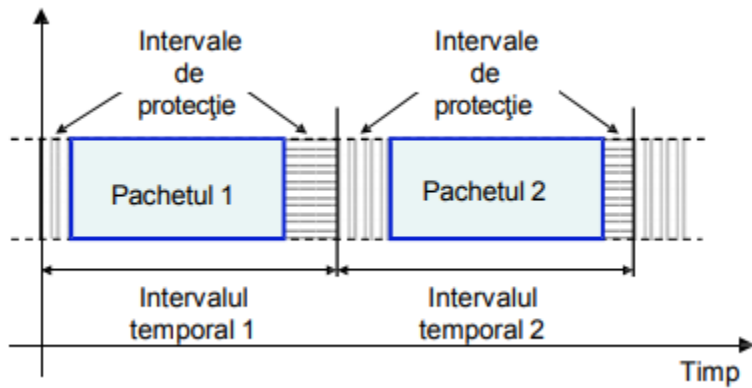 Intervale
de
protecţie
Intervale
de
protecţie
Pachetul 1
Pachetul 2
Intervalul
temporal 1
Intervalul
temporal 2
Timp